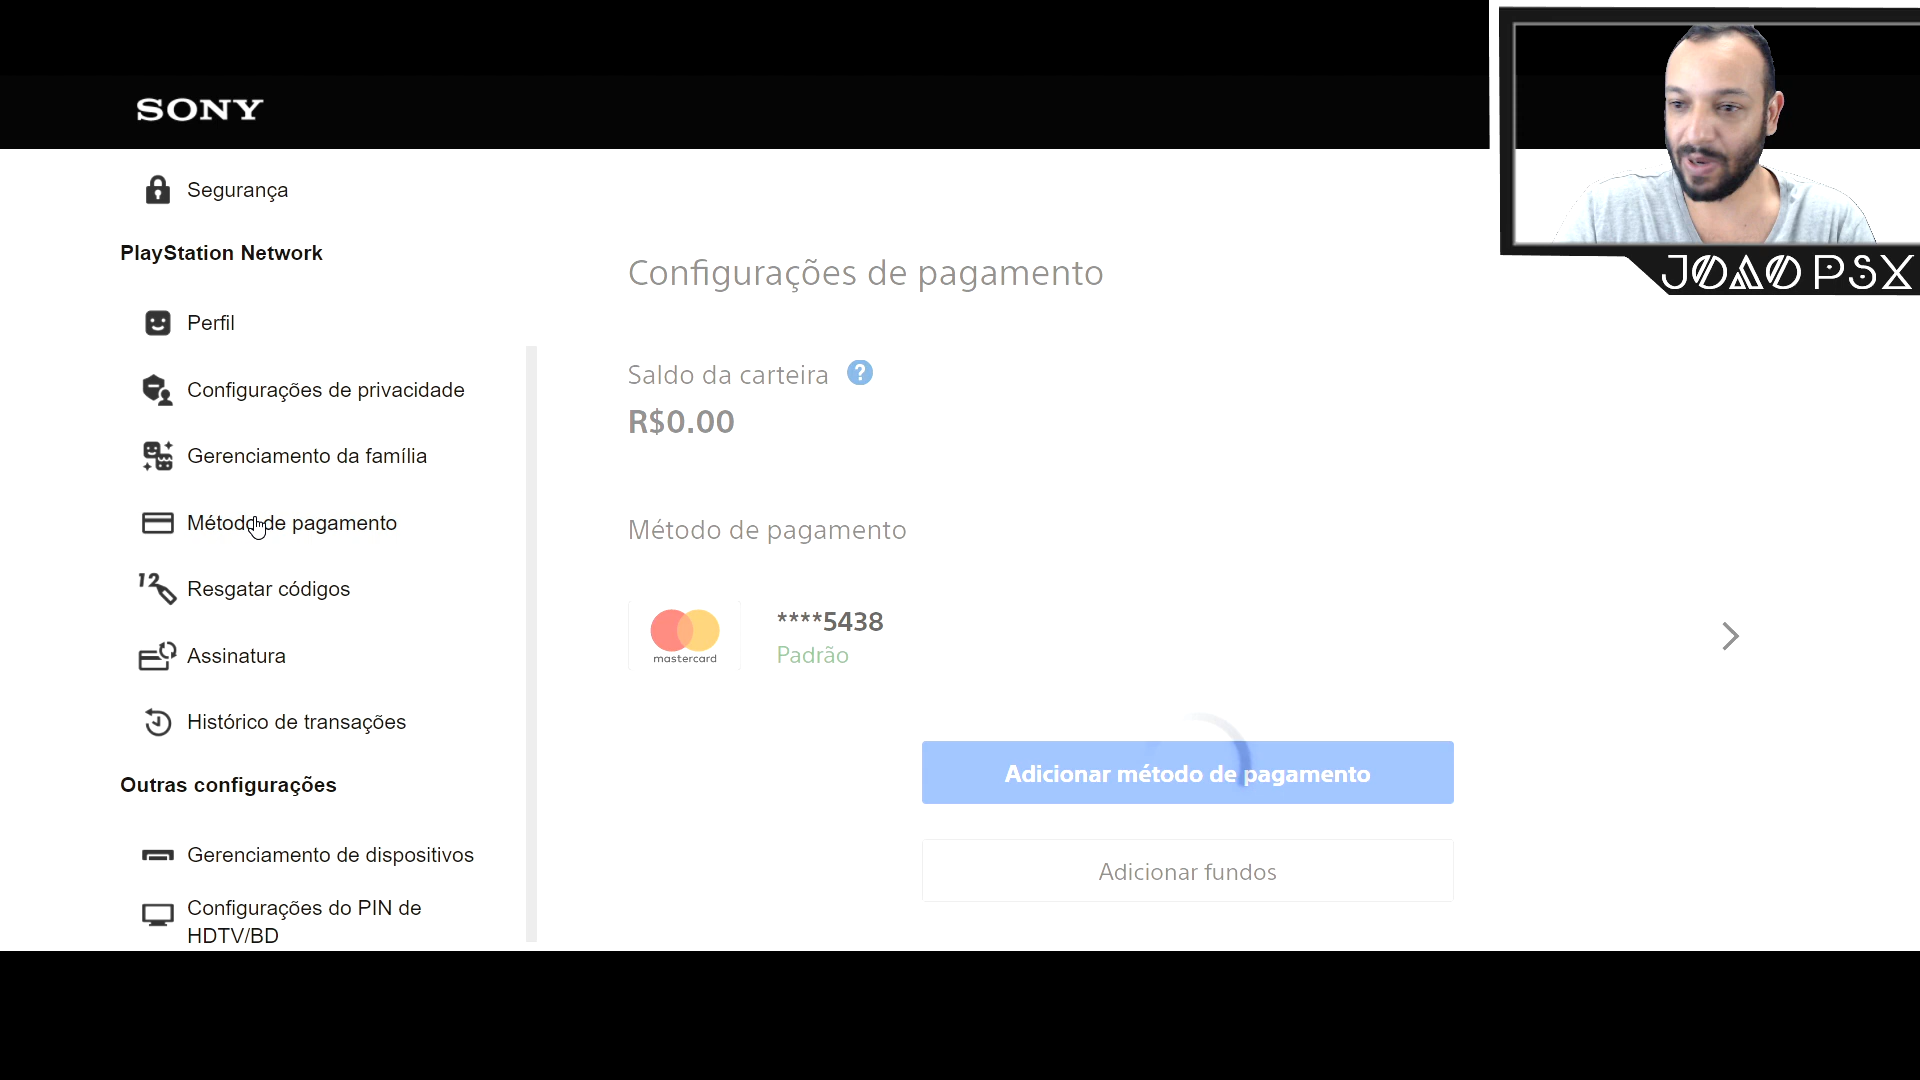 SONY
Segurança
PlayStation Network
Perfil
Configurações de privacidade
Gerenciamento da família
Método de pagamento
12
Resgatar códigos
Assinatura
Histórico de transações
Outras configurações
Gerenciamento de dispositivos
Configurações do PIN de
HDTV/BD
Configurações de pagamento
Saldo da carteira ?
R$0.00
Método de pagamento
mastercard
****5438
Padrão
Adicionar método de pagamento
Adicionar fundos
JOAO PSX